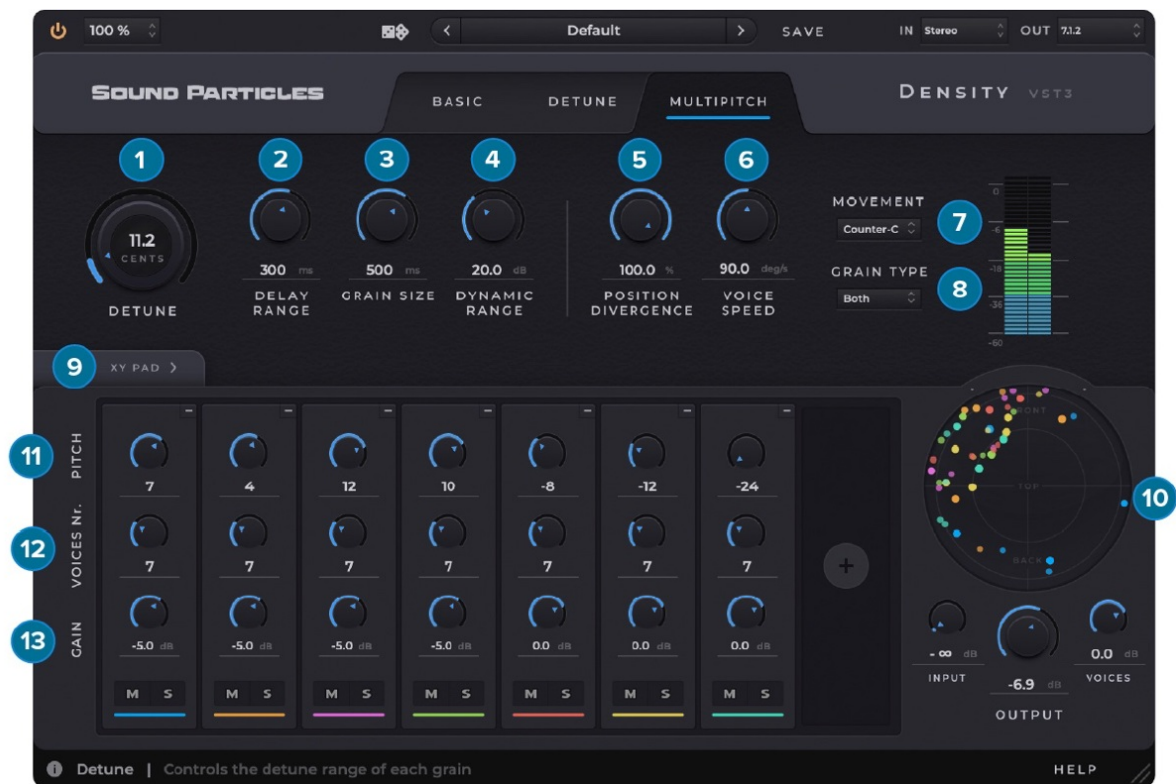 100 %
Default
SAVE
IN Stereo
OUT 7.1.2
SOUND PARTICLES
BASIC
DETUNE
MULTIPITCH
DENSITY VST3
1
2
3
4
5
6
11.2
CENTS
DETUNE
300 ms
DELAY
RANGE
500 ms
GRAIN SIZE
20.0 dB
DYNAMIC
RANGE
100.0 %
POSITION
DIVERGENCE
90.0 deg/s
VOICE
SPEED
MOVEMENT
Counter-C
7
GRAIN TYPE
Both
8
0
-6
-18
-36
-60
9
XY PAD >
11
PITCH
7 4 12 10 -8 -12 -24
12
VOICES Nr.
7 7 7 7 7 7 7
13
GAIN
-5.0 dB -5.0 dB -5.0 dB -5.0 dB 0.0 dB 0.0 dB 0.0 dB
M S M S M S M S M S M S M S
+
FRONT
TOP
BACK
10
- ∞ dB
INPUT
-6.9 dB
OUTPUT
0.0 dB
VOICES
Detune | Controls the detune range of each grain
HELP